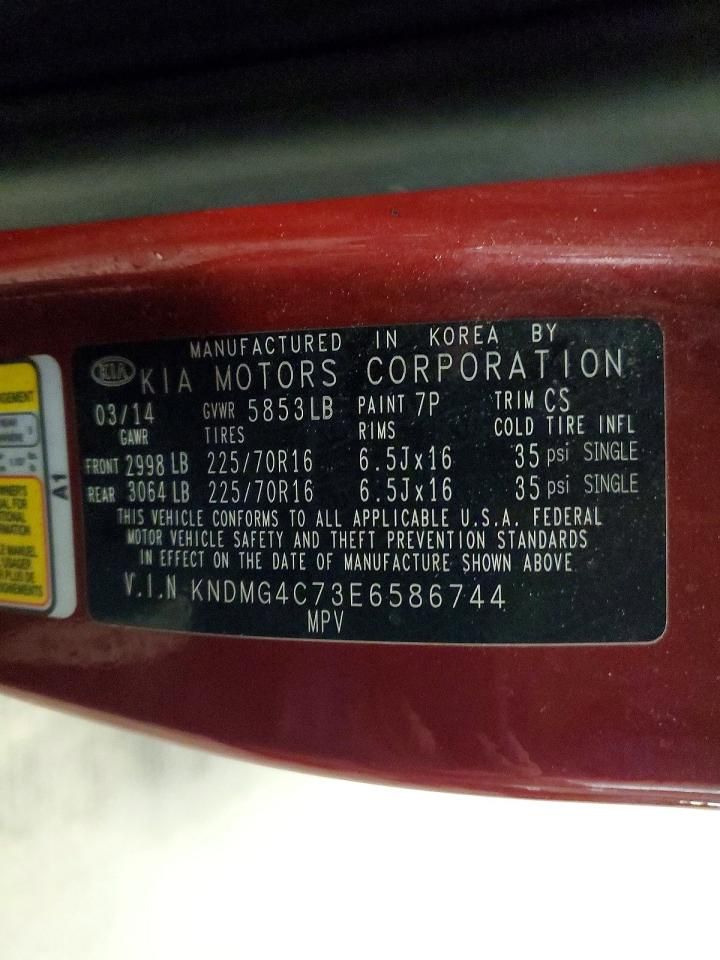 MANUFACTURED IN KOREA BY
KIA KIA MOTORS CORPORATION
03/14 GVWR 5853LB PAINT 7P TRIM CS
GAWR TIRES RIMS COLD TIRE INFL
FRONT 2998 LB 225/70R16 6.5Jx16 35 psi SINGLE
REAR 3064 LB 225/70R16 6.5Jx16 35 psi SINGLE
THIS VEHICLE CONFORMS TO ALL APPLICABLE U.S.A. FEDERAL
MOTOR VEHICLE SAFETY AND THEFT PREVENTION STANDARDS
IN EFFECT ON THE DATE OF MANUFACTURE SHOWN ABOVE
V.I.N KNDMG4C73E6586744
MPV
A1